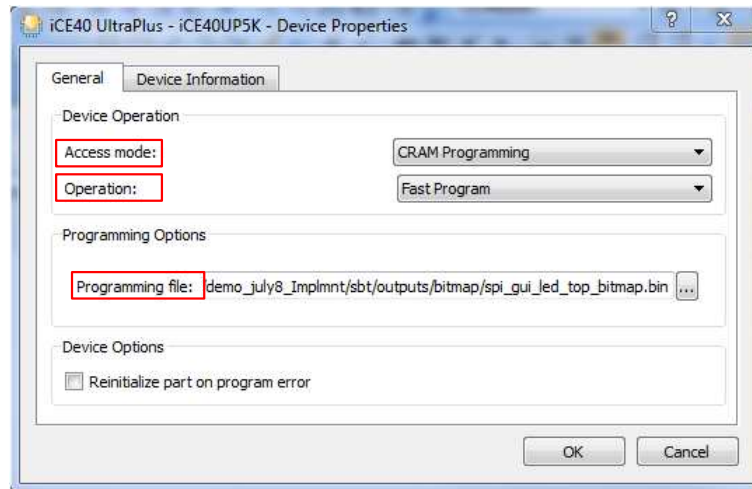 iCE40 UltraPlus - iCE40UP5K - Device Properties
General Device Information
Device Operation
Access mode: CRAM Programming
Operation: Fast Program
Programming Options
Programming file: /demo_july8_Implmnt/sbt/outputs/bitmap/spi_gui_led_top_bitmap.bin ...
Device Options
Reinitialize part on program error
OK Cancel